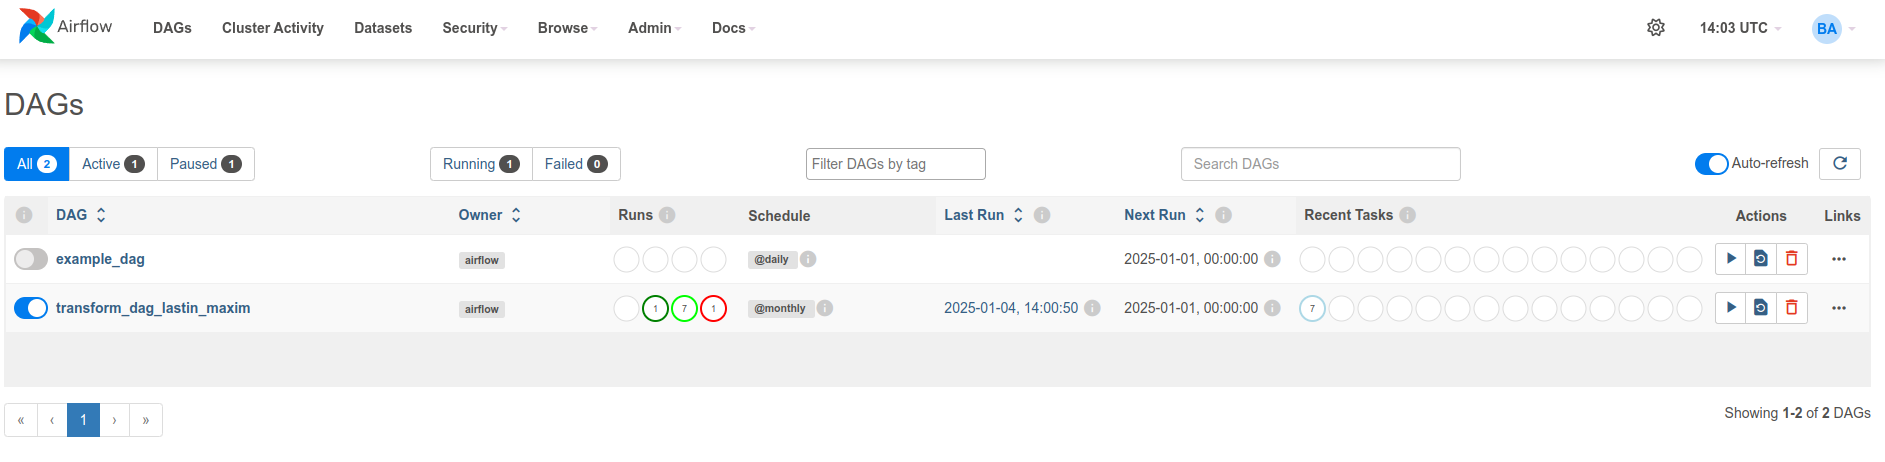 Airflow DAGs Cluster Activity Datasets Security Browse Admin Docs 14:03 UTC BA
DAGs
All 2 Active 1 Paused 1 Running 1 Failed 0 Filter DAGs by tag Search DAGs Auto-refresh
i DAG Owner Runs i Schedule Last Run i Next Run i Recent Tasks i Actions Links
example_dag airflow @daily i 2025-01-01, 00:00:00 i
transform_dag_lastin_maxim airflow 1 7 1 @monthly i 2025-01-04, 14:00:50 i 2025-01-01, 00:00:00 i 7
« ‹ 1 › » Showing 1-2 of 2 DAGs